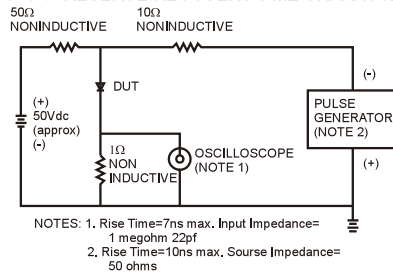 50Ω
NONINDUCTIVE
10Ω
NONINDUCTIVE
DUT
(+)
50Vdc
(approx)
(-)
1Ω
NON
INDUCTIVE
OSCILLOSCOPE
(NOTE 1)
(-)
PULSE
GENERATOR
(NOTE 2)
(+)
NOTES: 1. Rise Time=7ns max. Input Impedance=
1 megohm 22pf
2. Rise Time=10ns max. Sourse Impedance=
50 ohms